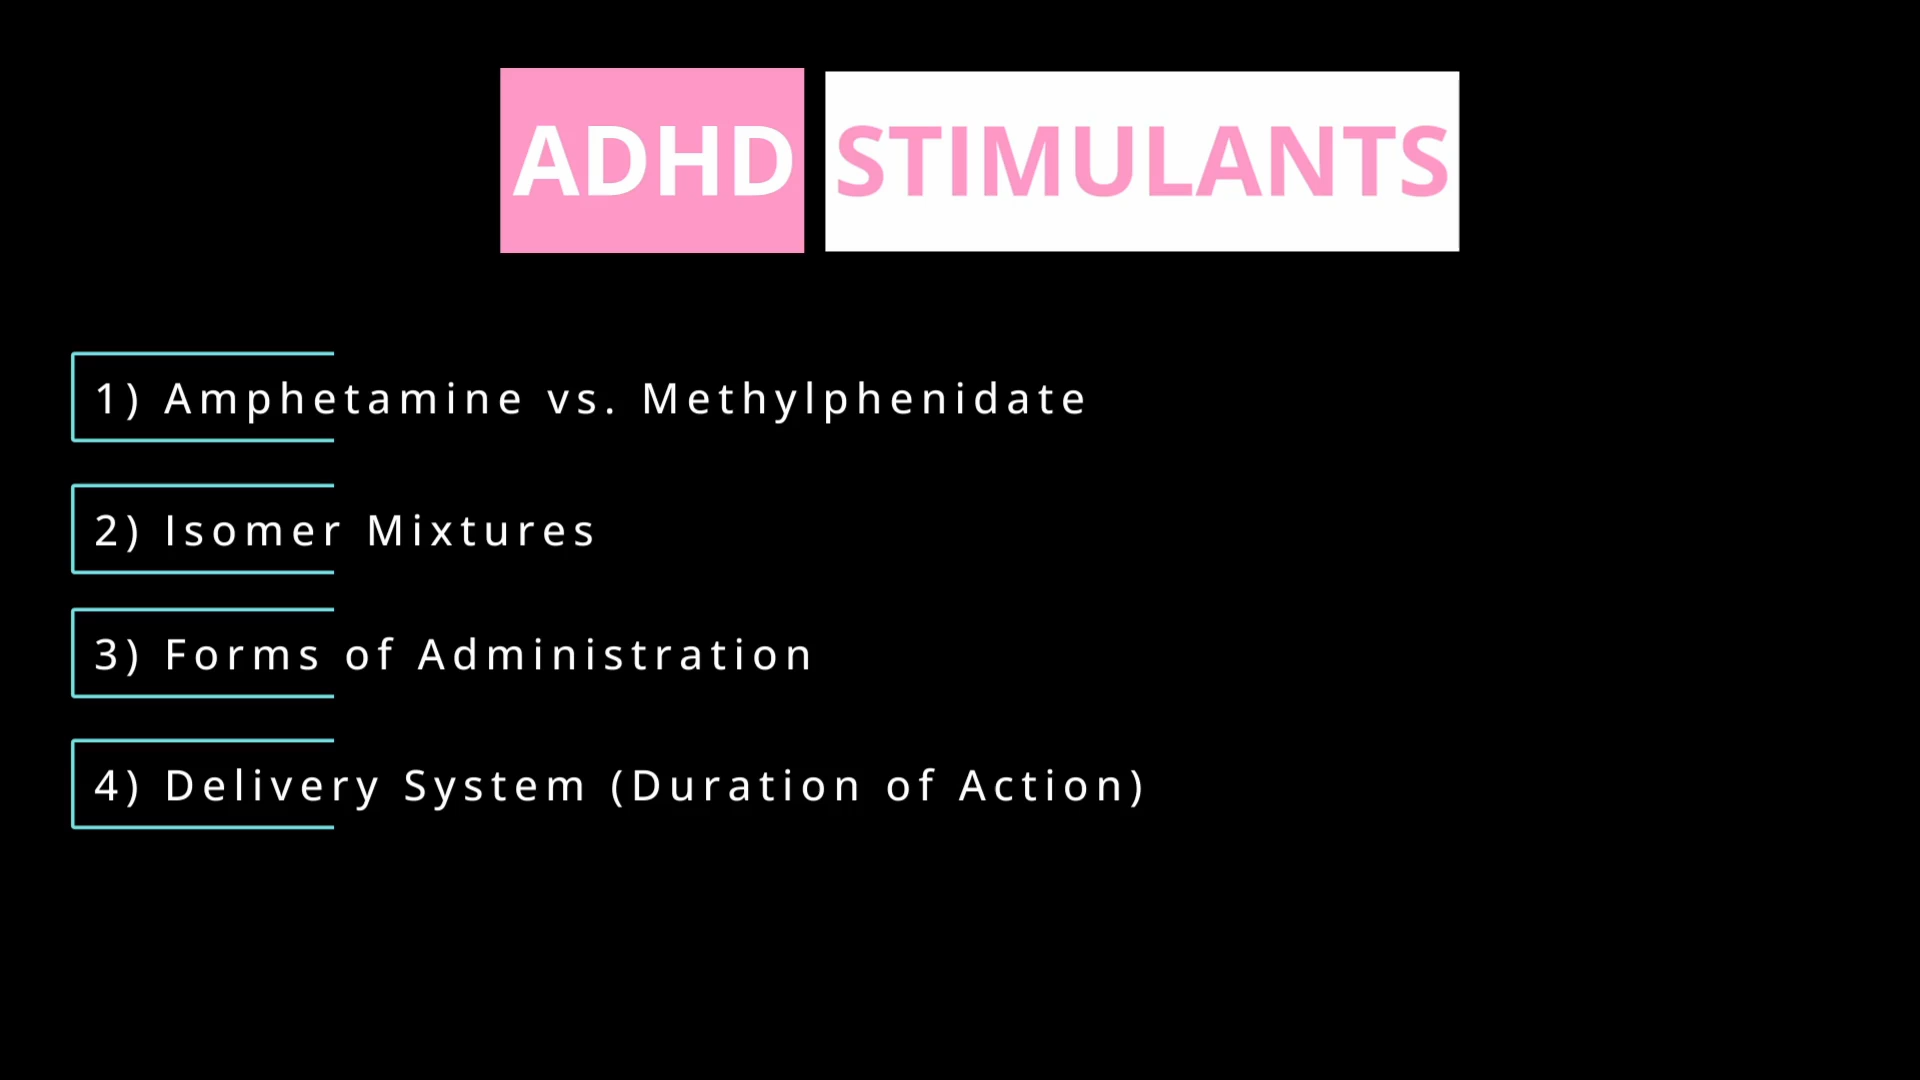 ADHD STIMULANTS
1) Amphetamine vs. Methylphenidate
2) Isomer Mixtures
3) Forms of Administration
4) Delivery System (Duration of Action)